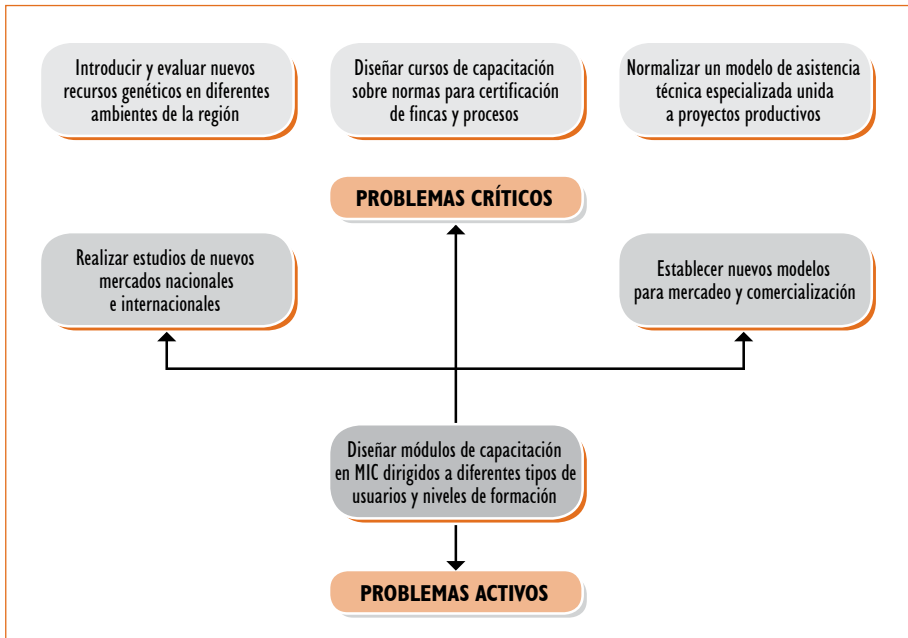 Introducir y evaluar nuevos
recursos genéticos en diferentes
ambientes de la región
Diseñar cursos de capacitación
sobre normas para certificación
de fincas y procesos
Normalizar un modelo de asistencia
técnica especializada unida
a proyectos productivos
PROBLEMAS CRÍTICOS
Realizar estudios de nuevos
mercados nacionales
e internacionales
Establecer nuevos modelos
para mercadeo y comercialización
Diseñar módulos de capacitación
en MIC dirigidos a diferentes tipos de
usuarios y niveles de formación
PROBLEMAS ACTIVOS